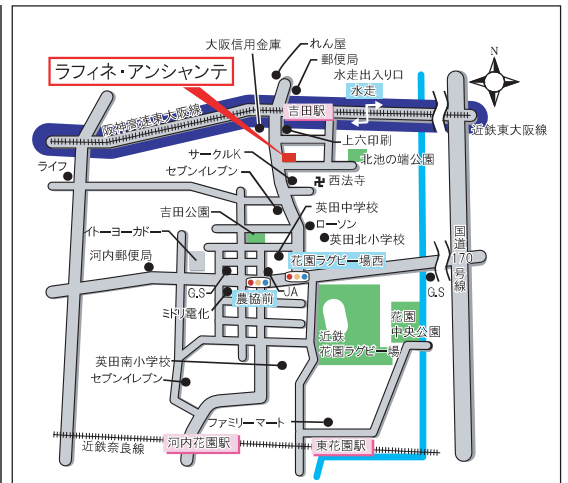 大阪信用金庫
れん屋
郵便局
N
ラフィネ・アンシャンテ
水走出入り口
水走
吉田駅
阪神高速東大阪線
近鉄東大阪線
上六印刷
サークルK
北池の端公園
ライフ
セブンイレブン
西法寺
吉田公園
英田中学校
ローソン
イトーヨーカドー
英田北小学校
河内郵便局
花園ラグビー場西
国道170号線
G.S
JA
G.S
農協前
ミドリ電化
花園
中央公園
近鉄
花園ラグビー場
英田南小学校
セブンイレブン
ファミリーマート
近鉄奈良線
河内花園駅
東花園駅